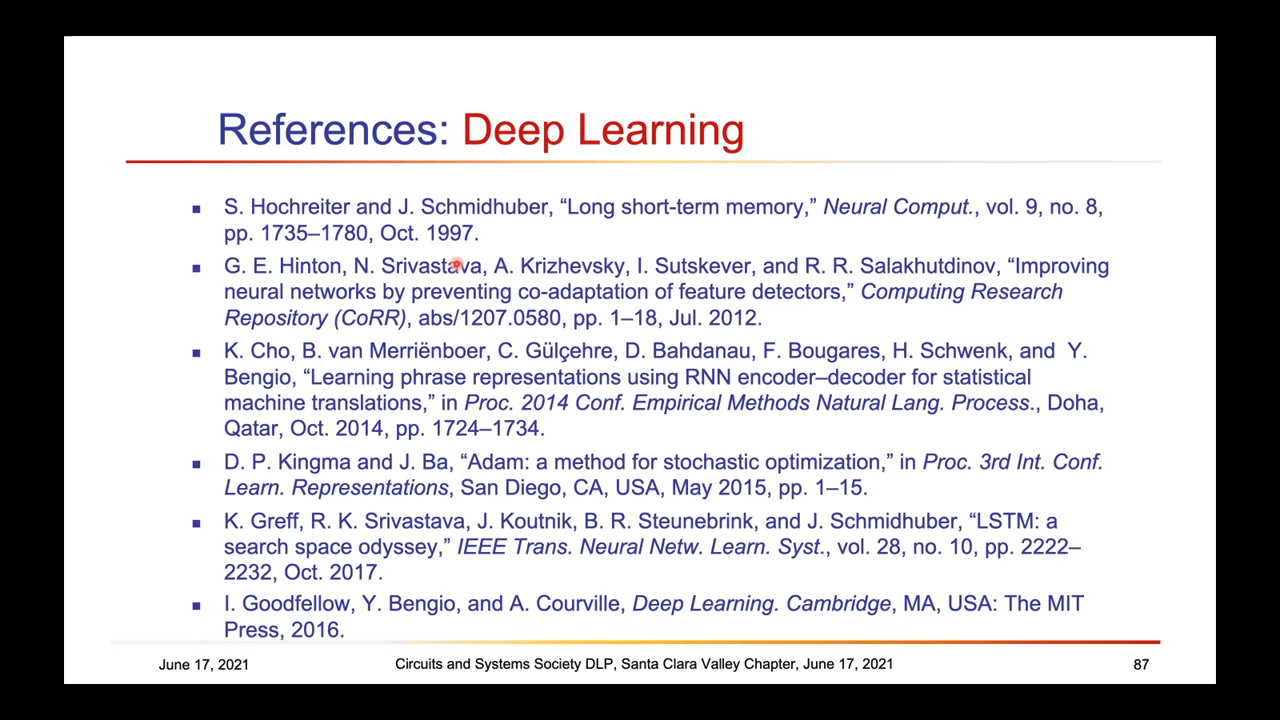 References: Deep Learning
▪ S. Hochreiter and J. Schmidhuber, “Long short-term memory,” Neural Comput., vol. 9, no. 8,
pp. 1735–1780, Oct. 1997.
▪ G. E. Hinton, N. Srivastava, A. Krizhevsky, I. Sutskever, and R. R. Salakhutdinov, “Improving
neural networks by preventing co-adaptation of feature detectors,” Computing Research
Repository (CoRR), abs/1207.0580, pp. 1–18, Jul. 2012.
▪ K. Cho, B. van Merriënboer, C. Gülçehre, D. Bahdanau, F. Bougares, H. Schwenk, and Y.
Bengio, “Learning phrase representations using RNN encoder–decoder for statistical
machine translations,” in Proc. 2014 Conf. Empirical Methods Natural Lang. Process., Doha,
Qatar, Oct. 2014, pp. 1724–1734.
▪ D. P. Kingma and J. Ba, “Adam: a method for stochastic optimization,” in Proc. 3rd Int. Conf.
Learn. Representations, San Diego, CA, USA, May 2015, pp. 1–15.
▪ K. Greff, R. K. Srivastava, J. Koutnik, B. R. Steunebrink, and J. Schmidhuber, “LSTM: a
search space odyssey,” IEEE Trans. Neural Netw. Learn. Syst., vol. 28, no. 10, pp. 2222–
2232, Oct. 2017.
▪ I. Goodfellow, Y. Bengio, and A. Courville, Deep Learning. Cambridge, MA, USA: The MIT
Press, 2016.
June 17, 2021 Circuits and Systems Society DLP, Santa Clara Valley Chapter, June 17, 2021 87